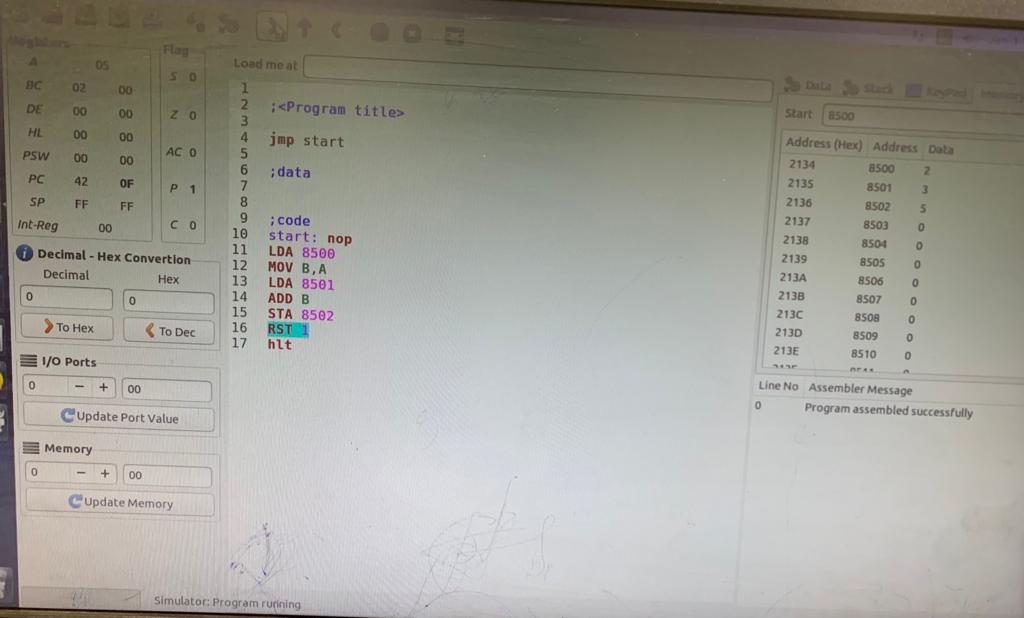 Registers
A 05
BC 02 00
DE 00 00
HL 00 00
PSW 00 00
PC 42 0F
SP FF FF
Int-Reg 00
Flag
S 0
Z 0
AC 0
P 1
C 0
Decimal - Hex Convertion
Decimal Hex
0 0
To Hex To Dec
I/O Ports
0 − + 00
Update Port Value
Memory
0 − + 00
Update Memory
Load me at
1
2 ;<Program title>
3
4 jmp start
5
6 ;data
7
8
9 ;code
10 start: nop
11 LDA 8500
12 MOV B,A
13 LDA 8501
14 ADD B
15 STA 8502
16 RST 1
17 hlt
Data Stack KeyPad Memory
Start 8500
Address (Hex) Address Data
2134 8500 2
2135 8501 3
2136 8502 5
2137 8503 0
2138 8504 0
2139 8505 0
213A 8506 0
213B 8507 0
213C 8508 0
213D 8509 0
213E 8510 0
Line No Assembler Message
0 Program assembled successfully
Simulator: Program running